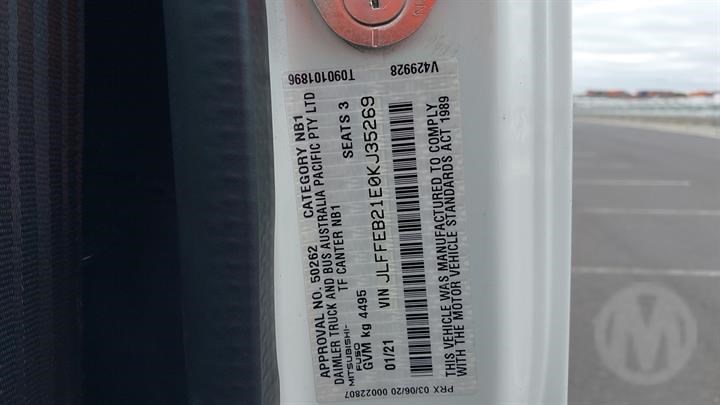 T090101896 V429928
APPROVAL NO. 50262 CATEGORY NB1
DAIMLER TRUCK AND BUS AUSTRALIA PACIFIC PTY LTD
MITSUBISHI-FUSO TF CANTER NB1
GVM kg 4495 SEATS 3
01/21 VIN JLFFEB21E0KJ35269
THIS VEHICLE WAS MANUFACTURED TO COMPLY
WITH THE MOTOR VEHICLE STANDARDS ACT 1989
PRX 03/06/20 00022807
M